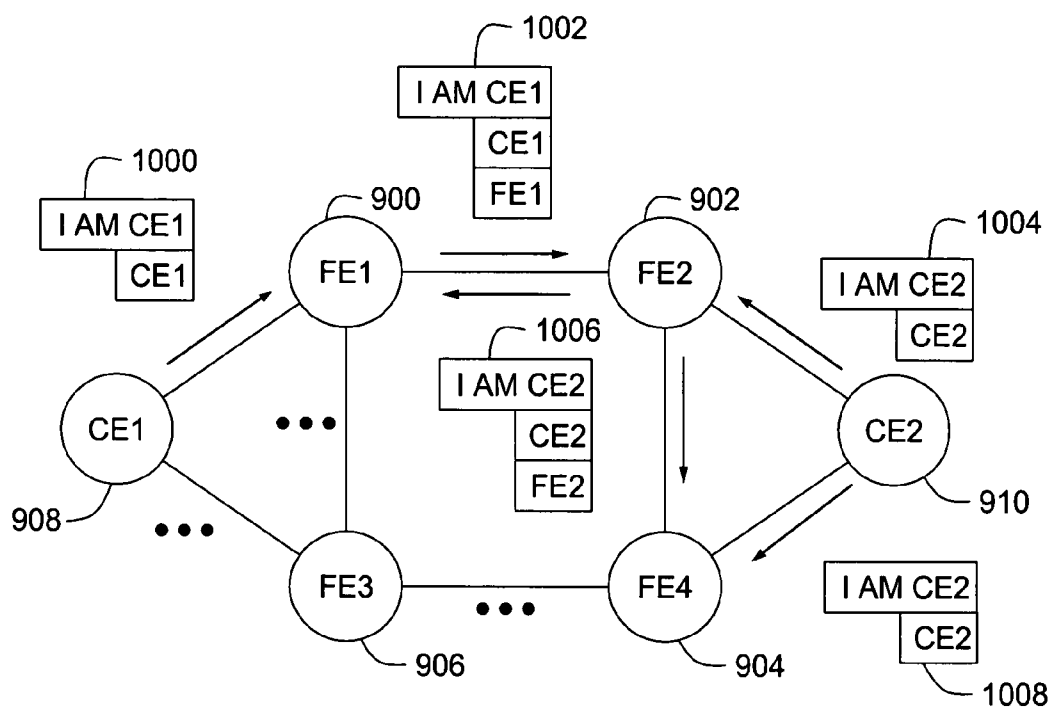 1002
I AM CE1
CE1
FE1
1000
I AM CE1
CE1
900
FE1
902
FE2
1004
I AM CE2
CE2
1006
I AM CE2
CE2
FE2
CE1
908
CE2
910
FE3
906
FE4
904
I AM CE2
CE2
1008